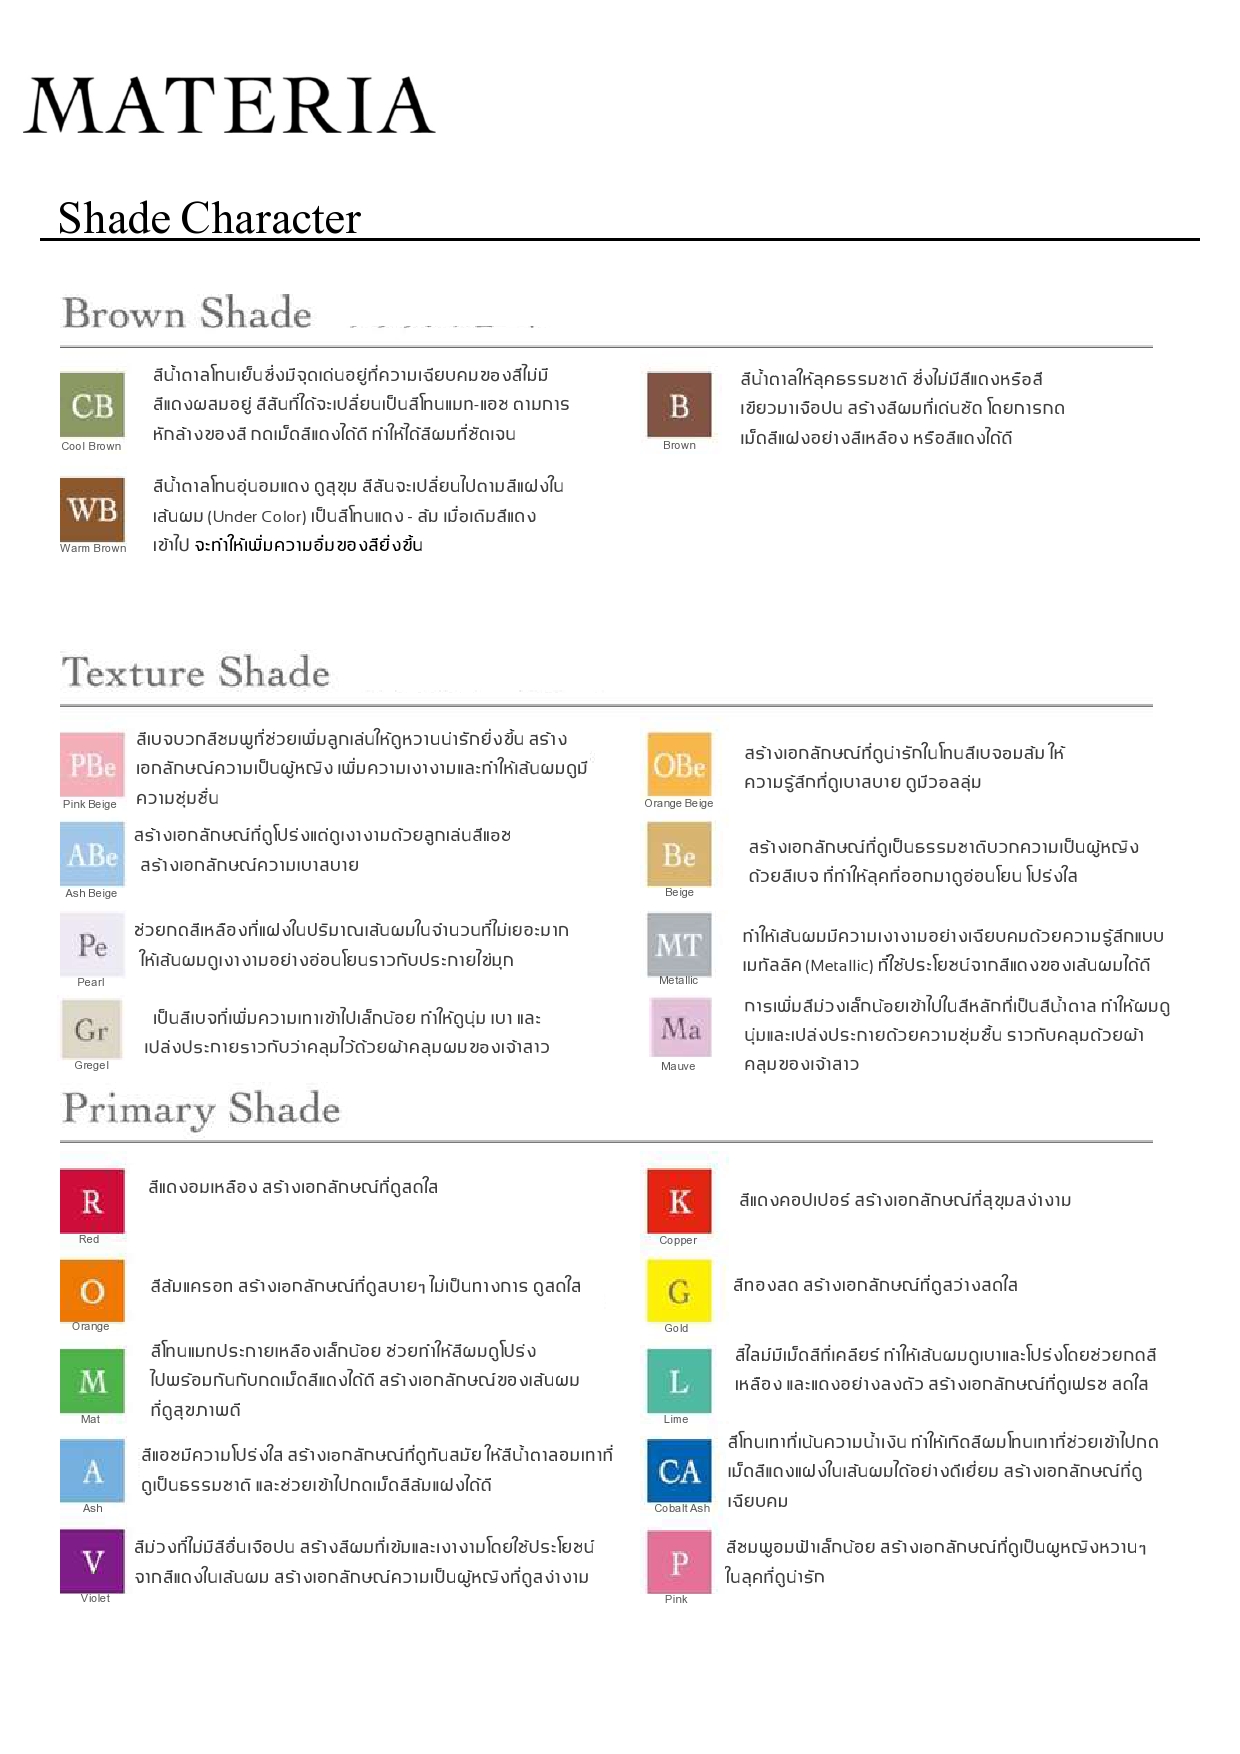 MATERIA
Shade Character
Brown Shade
CB
Cool Brown
สีน้ำตาลโทนเย็นซึ่งมีจุดเด่นอยู่ที่ความเฉียบคมของสีไม่มี
สีแดงผสมอยู่ สีสันที่ได้จะเปลี่ยนเป็นสีโทนแมท-แอช ตามการ
หักล้างของสี กดเม็ดสีแดงได้ดี ทำให้ได้สีผมที่ชัดเจน
B
Brown
สีน้ำตาลให้ลุคธรรมชาติ ซึ่งไม่มีสีแดงหรือสี
เขียวมาเจือปน สร้างสีผมที่เด่นชัด โดยการกด
เม็ดสีแฝงอย่างสีเหลือง หรือสีแดงได้ดี
WB
Warm Brown
สีน้ำตาลโทนอุ่นอมแดง ดูสุขุม สีสันจะเปลี่ยนไปตามสีแฝงใน
เส้นผม (Under Color) เป็นสีโทนแดง - ส้ม เมื่อเติมสีแดง
เข้าไป จะทำให้เพิ่มความอิ่มของสียิ่งขึ้น
Texture Shade
PBe
Pink Beige
สีเบจบวกสีชมพูที่ช่วยเพิ่มลูกเล่นให้ดูหวานน่ารักยิ่งขึ้น สร้าง
เอกลักษณ์ความเป็นผู้หญิง เพิ่มความเงางามและทำให้เส้นผมดูมี
ความชุ่มชื่น
OBe
Orange Beige
สร้างเอกลักษณ์ที่ดูน่ารักในโทนสีเบจอมส้ม ให้
ความรู้สึกที่ดูเบาสบาย ดูมีวอลลุ่ม
ABe
Ash Beige
สร้างเอกลักษณ์ที่ดูโปร่งแต่ดูเงางามด้วยลูกเล่นสีแอช
สร้างเอกลักษณ์ความเบาสบาย
Be
Beige
สร้างเอกลักษณ์ที่ดูเป็นธรรมชาติบวกความเป็นผู้หญิง
ด้วยสีเบจ ที่ทำให้ลุคที่ออกมาดูอ่อนโยน โปร่งใส
Pe
Pearl
ช่วยกดสีเหลืองที่แฝงในปริมาณเส้นผมในจำนวนที่ไม่เยอะมาก
ให้เส้นผมดูเงางามอย่างอ่อนโยนราวกับประกายไข่มุก
MT
Metallic
ทำให้เส้นผมมีความเงางามอย่างเฉียบคมด้วยความรู้สึกแบบ
เมทัลลิค (Metallic) ที่ใช้ประโยชน์จากสีแดงของเส้นผมได้ดี
Gr
Gregel
เป็นสีเบจที่เพิ่มความเทาเข้าไปเล็กน้อย ทำให้ดูนุ่ม เบา และ
เปล่งประกายราวกับว่าคลุมไว้ด้วยผ้าคลุมผมของเจ้าสาว
Ma
Mauve
การเพิ่มสีม่วงเล็กน้อยเข้าไปในสีหลักที่เป็นสีน้ำตาล ทำให้ผมดู
นุ่มและเปล่งประกายด้วยความชุ่มชื้น ราวกับคลุมด้วยผ้า
คลุมของเจ้าสาว
Primary Shade
R
Red
สีแดงอมเหลือง สร้างเอกลักษณ์ที่ดูสดใส
K
Copper
สีแดงคอปเปอร์ สร้างเอกลักษณ์ที่สุขุมสง่างาม
O
Orange
สีส้มแครอท สร้างเอกลักษณ์ที่ดูสบายๆ ไม่เป็นทางการ ดูสดใส
G
Gold
สีทองสด สร้างเอกลักษณ์ที่ดูสว่างสดใส
M
Mat
สีโทนแมทประกายเหลืองเล็กน้อย ช่วยทำให้สีผมดูโปร่ง
ไปพร้อมกันกับกดเม็ดสีแดงได้ดี สร้างเอกลักษณ์ของเส้นผม
ที่ดูสุขภาพดี
L
Lime
สีไลม์มีเม็ดสีที่เคลียร์ ทำให้เส้นผมดูเบาและโปร่งโดยช่วยกดสี
เหลือง และแดงอย่างลงตัว สร้างเอกลักษณ์ที่ดูเฟรช สดใส
A
Ash
สีแอชมีความโปร่งใส สร้างเอกลักษณ์ที่ดูทันสมัย ให้สีน้ำตาลอมเทาที่
ดูเป็นธรรมชาติ และช่วยเข้าไปกดเม็ดสีส้มแฝงได้ดี
CA
Cobalt Ash
สีโทนเทาที่เน้นความน้ำเงิน ทำให้เกิดสีผมโทนเทาที่ช่วยเข้าไปกด
เม็ดสีแดงแฝงในเส้นผมได้อย่างดีเยี่ยม สร้างเอกลักษณ์ที่ดู
เฉียบคม
V
Violet
สีม่วงที่ไม่มีสีอื่นเจือปน สร้างสีผมที่เข้มและเงางามโดยใช้ประโยชน์
จากสีแดงในเส้นผม สร้างเอกลักษณ์ความเป็นผู้หญิงที่ดูสง่างาม
P
Pink
สีชมพูอมฟ้าเล็กน้อย สร้างเอกลักษณ์ที่ดูเป็นผู้หญิงหวานๆ
ในลุคที่ดูน่ารัก